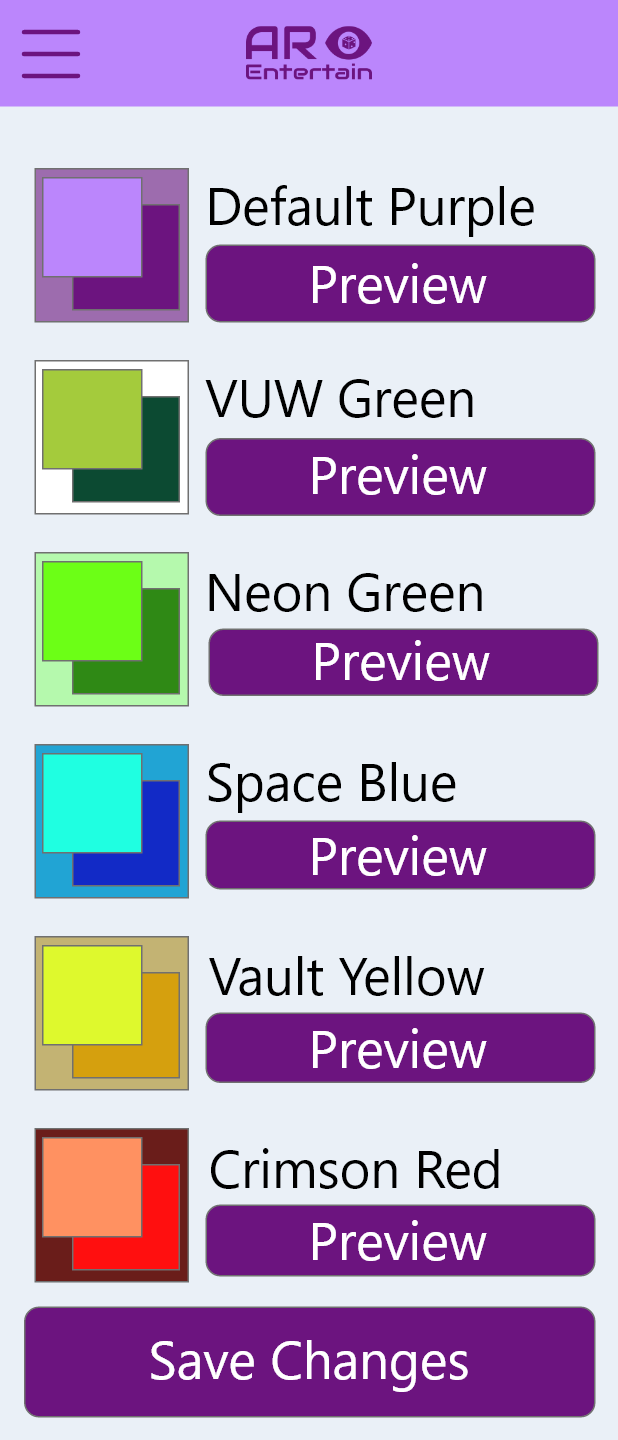 AR
Entertain
Default Purple
Preview
VUW Green
Preview
Neon Green
Preview
Space Blue
Preview
Vault Yellow
Preview
Crimson Red
Preview
Save Changes